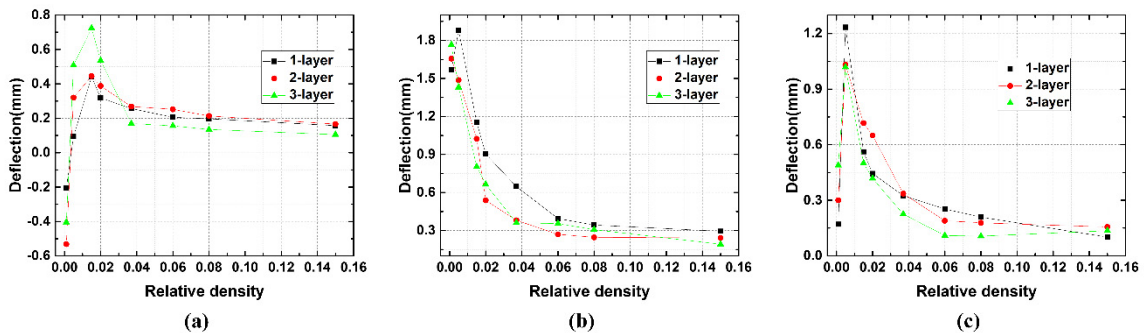 0.8
0.6
0.4
0.2
0.0
-0.2
-0.4
-0.6
Deflection(mm)
1-layer
2-layer
3-layer
0.00 0.02 0.04 0.06 0.08 0.10 0.12 0.14 0.16
Relative density
(a)
1.8
1.5
1.2
0.9
0.6
0.3
Deflection(mm)
1-layer
2-layer
3-layer
0.00 0.02 0.04 0.06 0.08 0.10 0.12 0.14 0.16
Relative density
(b)
1.2
0.9
0.6
0.3
0.0
Deflection(mm)
1-layer
2-layer
3-layer
0.00 0.02 0.04 0.06 0.08 0.10 0.12 0.14 0.16
Relative density
(c)